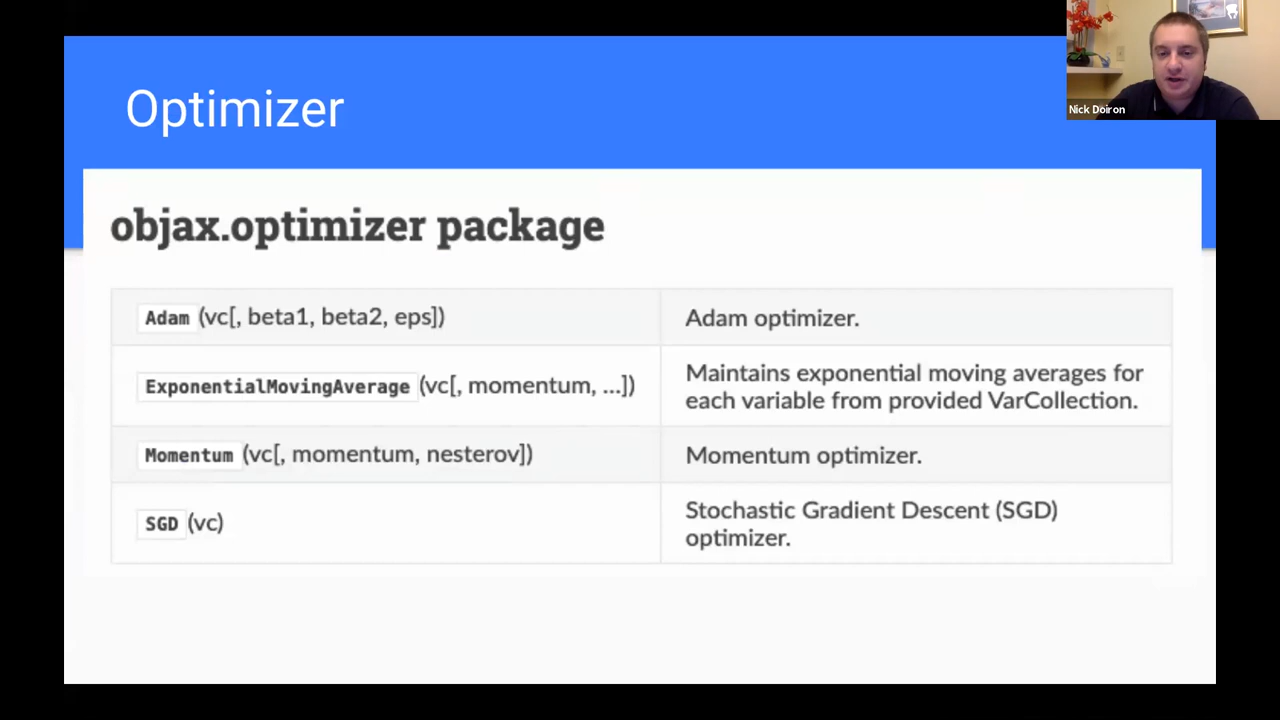 Optimizer
Nick Doiron
objax.optimizer package
Adam (vc[, beta1, beta2, eps])
Adam optimizer.
ExponentialMovingAverage (vc[, momentum, ...])
Maintains exponential moving averages for
each variable from provided VarCollection.
Momentum (vc[, momentum, nesterov])
Momentum optimizer.
SGD (vc)
Stochastic Gradient Descent (SGD)
optimizer.